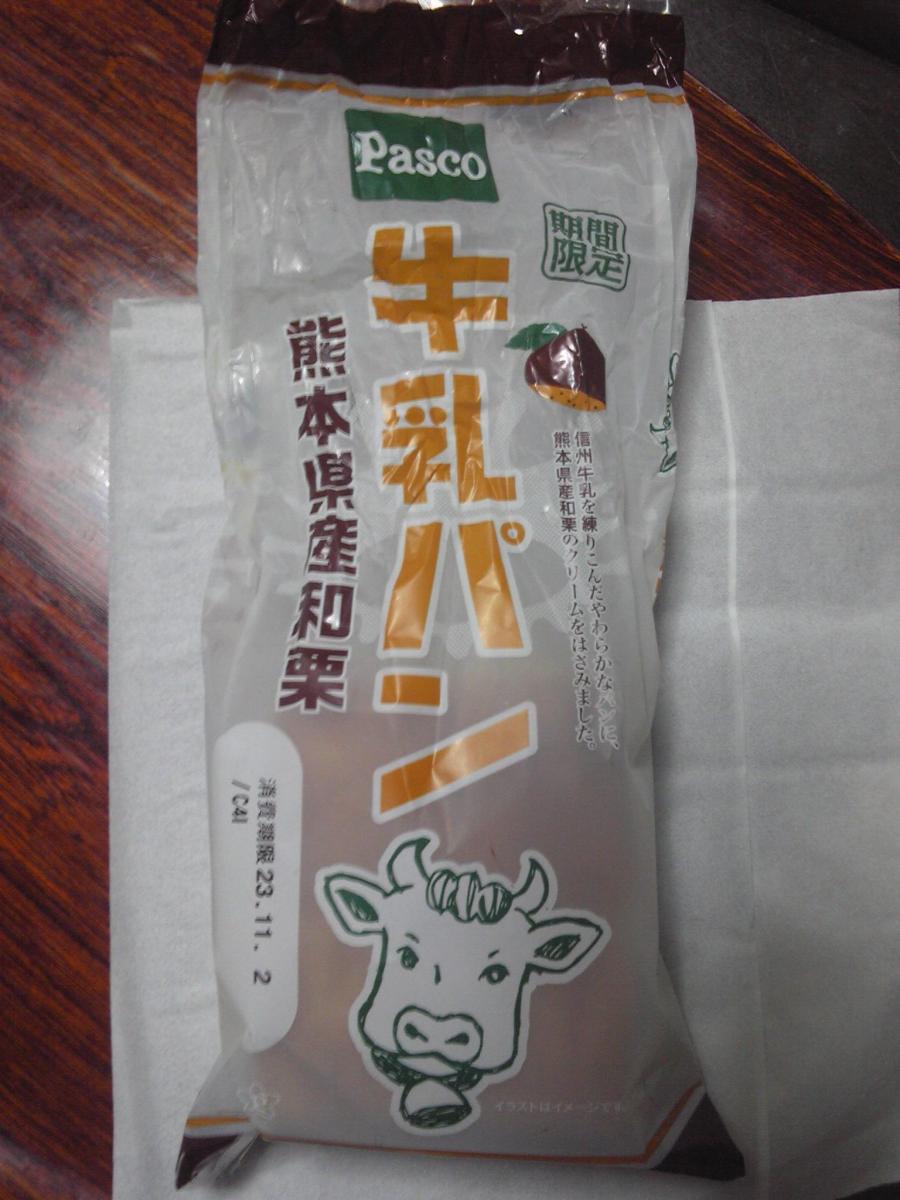 Pasco
期間
限定
牛乳パン
熊本県産和栗
信州牛乳を練りこんだやわらかなパンに、
熊本県産和栗のクリームをはさみました。
消費期限 23.11. 2
/C4I
イラストはイメージです